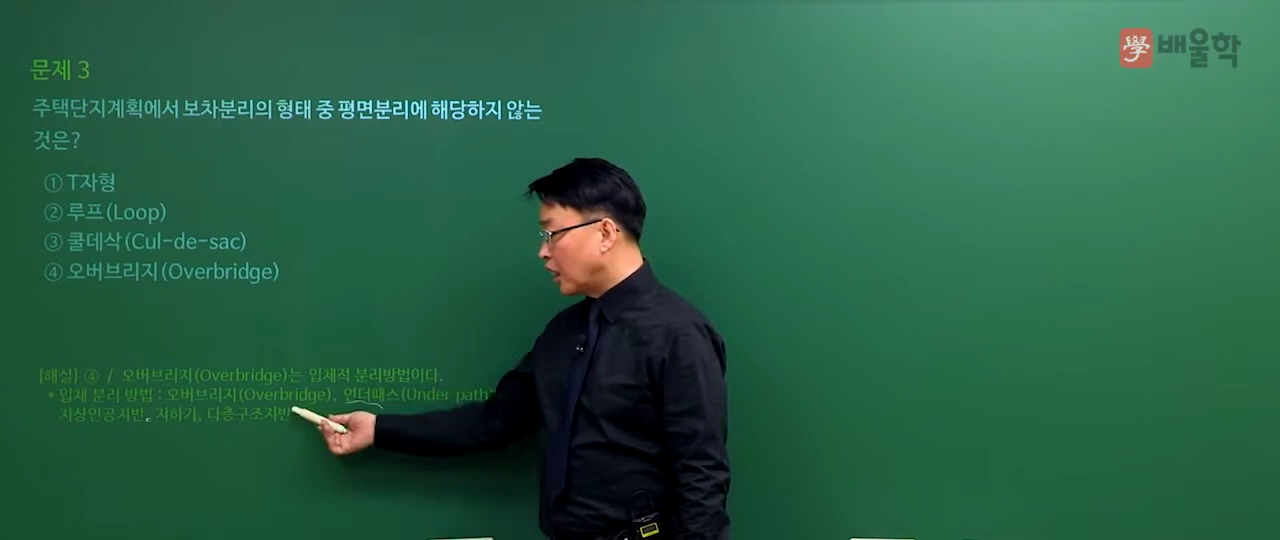 學 배울학
문제 3
주택단지계획에서 보차분리의 형태 중 평면분리에 해당하지 않는
것은?
① T자형
② 루프(Loop)
③ 쿨데삭(Cul-de-sac)
④ 오버브리지(Overbridge)
[해설] ④ / 오버브리지(Overbridge)는 입체적 분리방법이다.
* 입체 분리 방법 : 오버브리지(Overbridge), 언더패스(Under path)
지상인공지반, 지하가, 다층구조지반